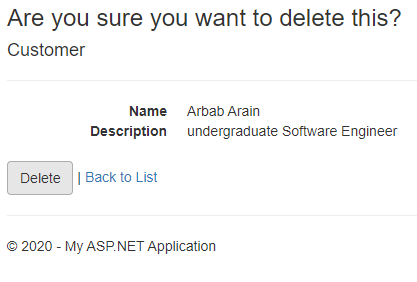 Are you sure you want to delete this?
Customer
Name Arbab Arain
Description undergraduate Software Engineer
Delete | Back to List
© 2020 - My ASP.NET Application